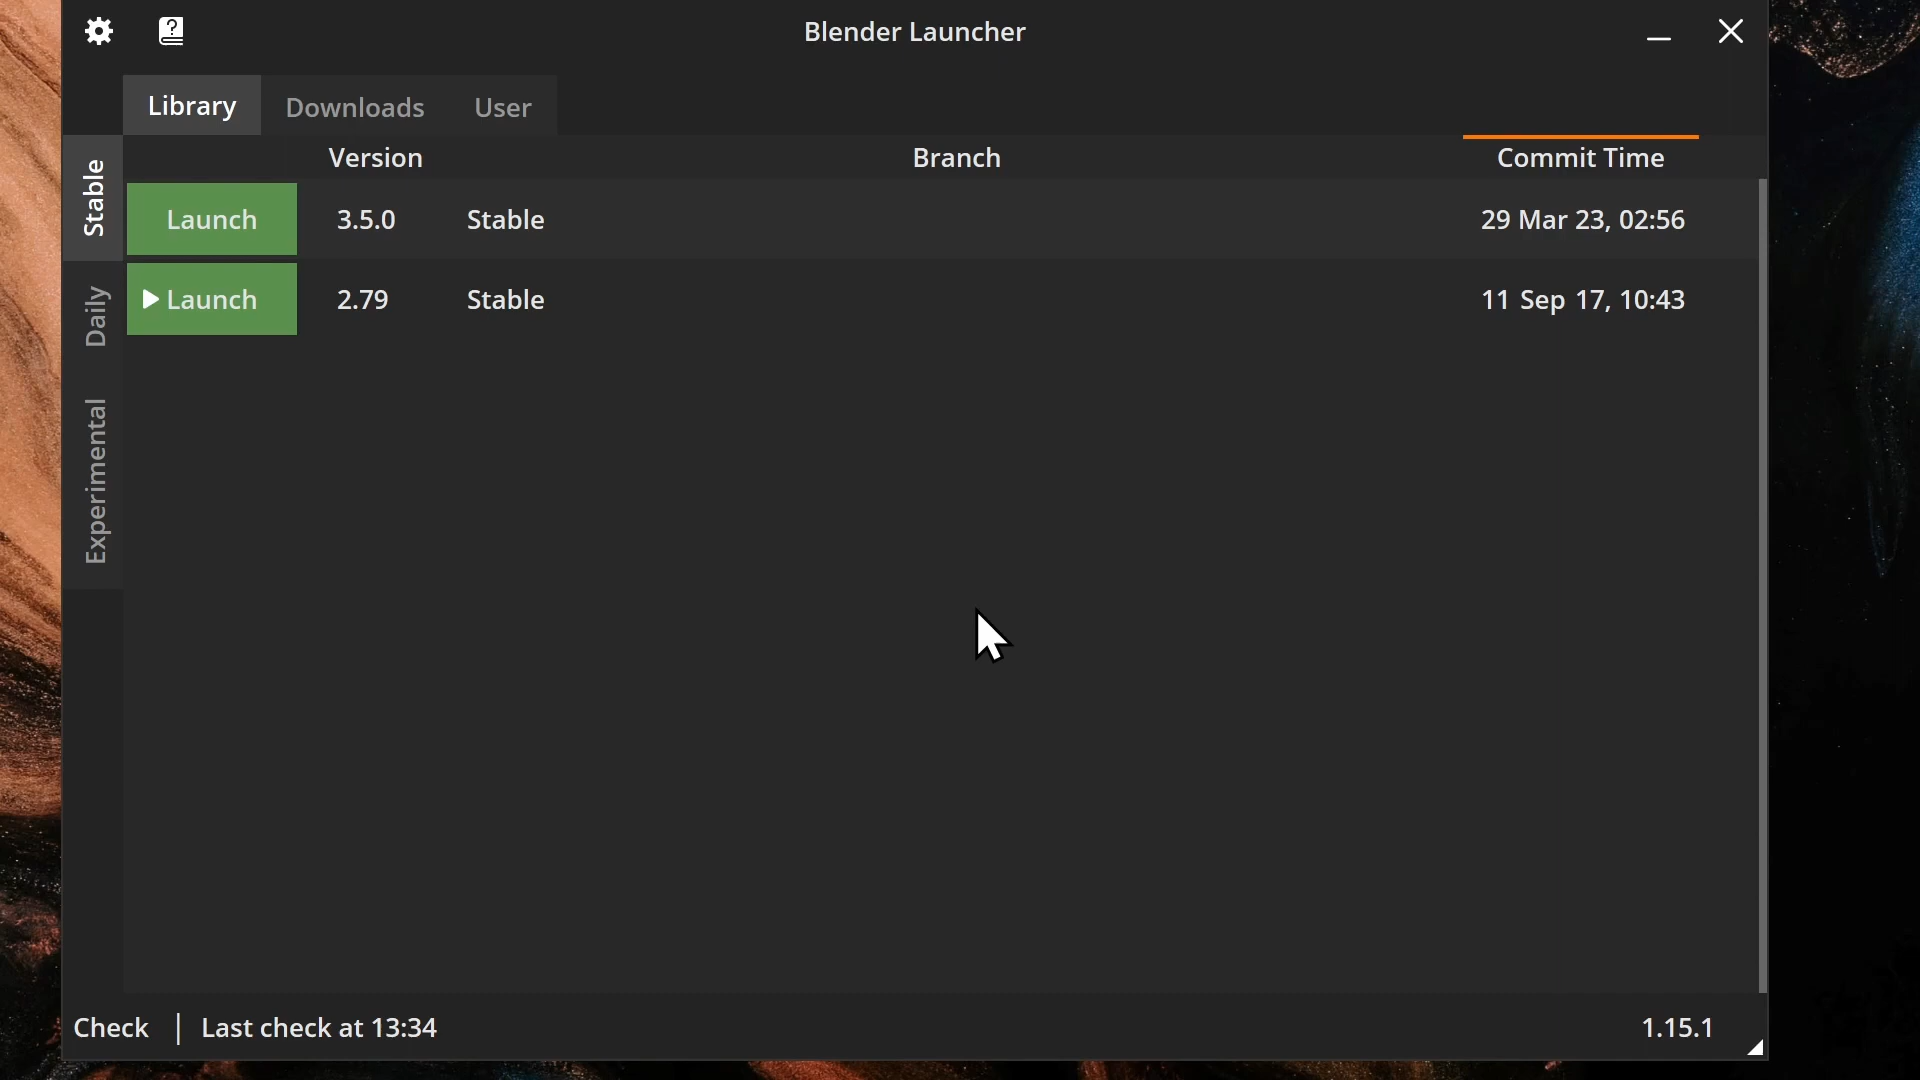 Blender Launcher
Library Downloads User
Version Branch Commit Time
Stable
Daily
Experimental
Launch 3.5.0 Stable 29 Mar 23, 02:56
Launch 2.79 Stable 11 Sep 17, 10:43
Check | Last check at 13:34 1.15.1